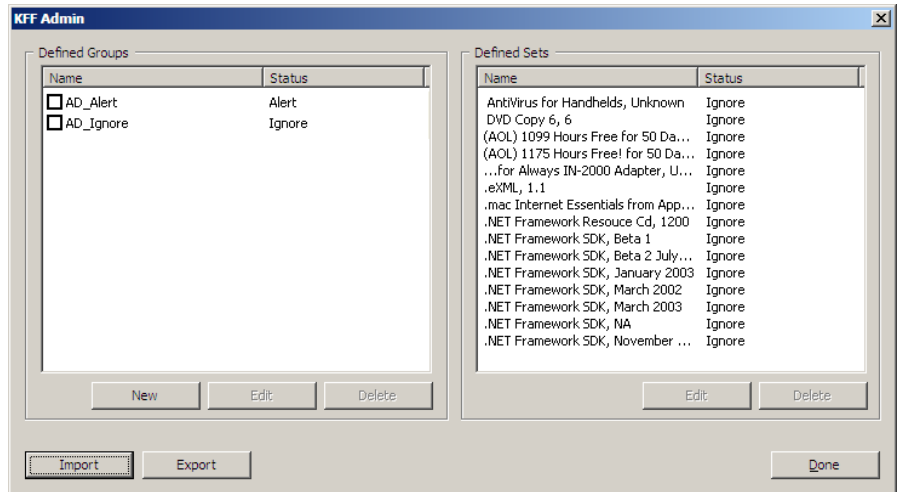 KFF Admin
Defined Groups
Name Status
AD_Alert Alert
AD_Ignore Ignore
New Edit Delete
Defined Sets
Name Status
AntiVirus for Handhelds, Unknown Ignore
DVD Copy 6, 6 Ignore
(AOL) 1099 Hours Free for 50 Da... Ignore
(AOL) 1175 Hours Free! for 50 Da... Ignore
...for Always IN-2000 Adapter, U... Ignore
.eXML, 1.1 Ignore
.mac Internet Essentials from App... Ignore
.NET Framework Resouce Cd, 1200 Ignore
.NET Framework SDK, Beta 1 Ignore
.NET Framework SDK, Beta 2 July... Ignore
.NET Framework SDK, January 2003 Ignore
.NET Framework SDK, March 2002 Ignore
.NET Framework SDK, March 2003 Ignore
.NET Framework SDK, NA Ignore
.NET Framework SDK, November ... Ignore
Edit Delete
Import Export Done